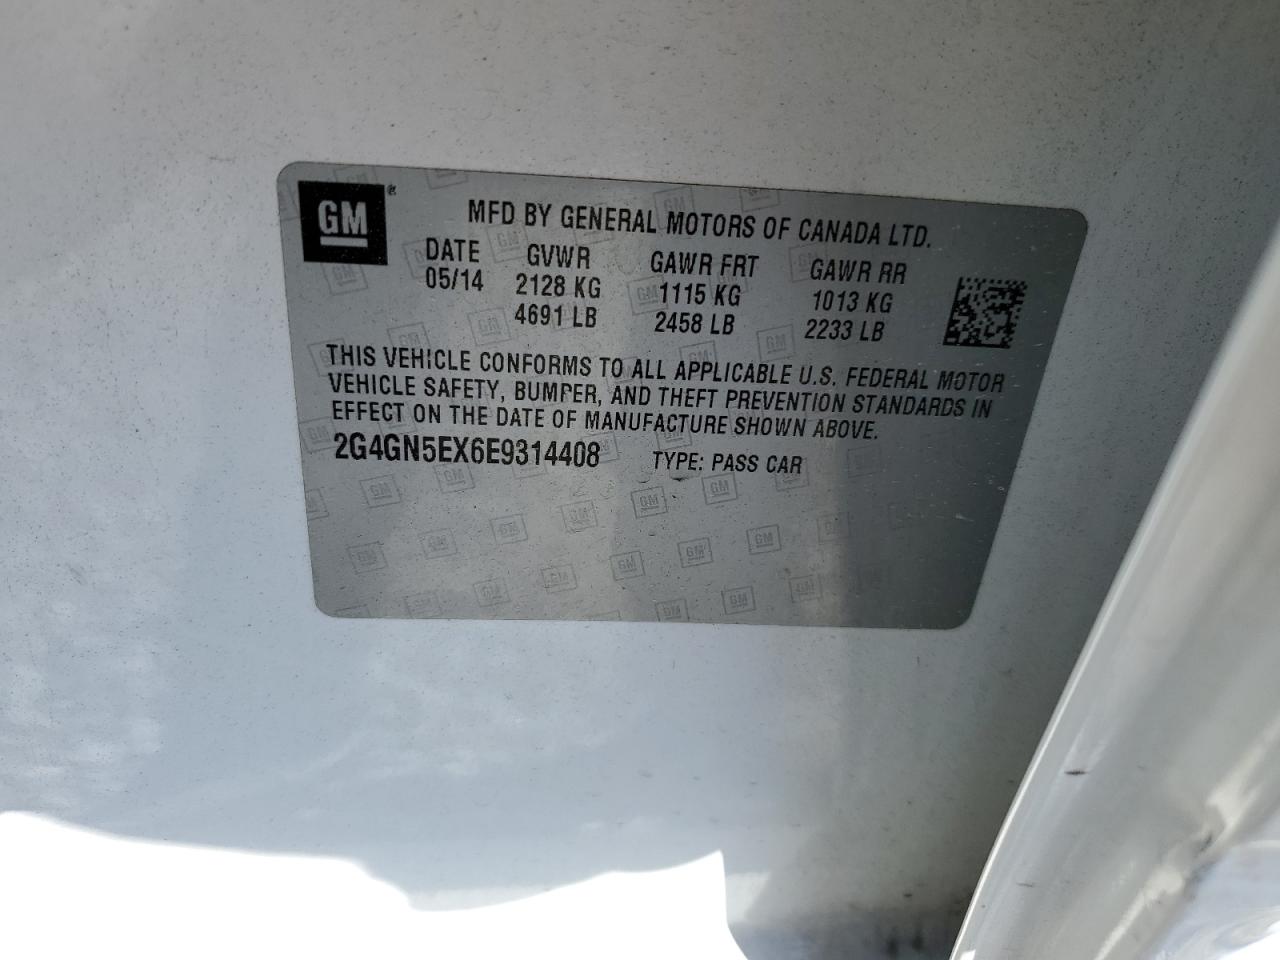 GM®
MFD BY GENERAL MOTORS OF CANADA LTD.
DATE GVWR GAWR FRT GAWR RR
05/14 2128 KG 1115 KG 1013 KG
4691 LB 2458 LB 2233 LB
THIS VEHICLE CONFORMS TO ALL APPLICABLE U.S. FEDERAL MOTOR
VEHICLE SAFETY, BUMPER, AND THEFT PREVENTION STANDARDS IN
EFFECT ON THE DATE OF MANUFACTURE SHOWN ABOVE.
2G4GN5EX6E9314408 TYPE: PASS CAR